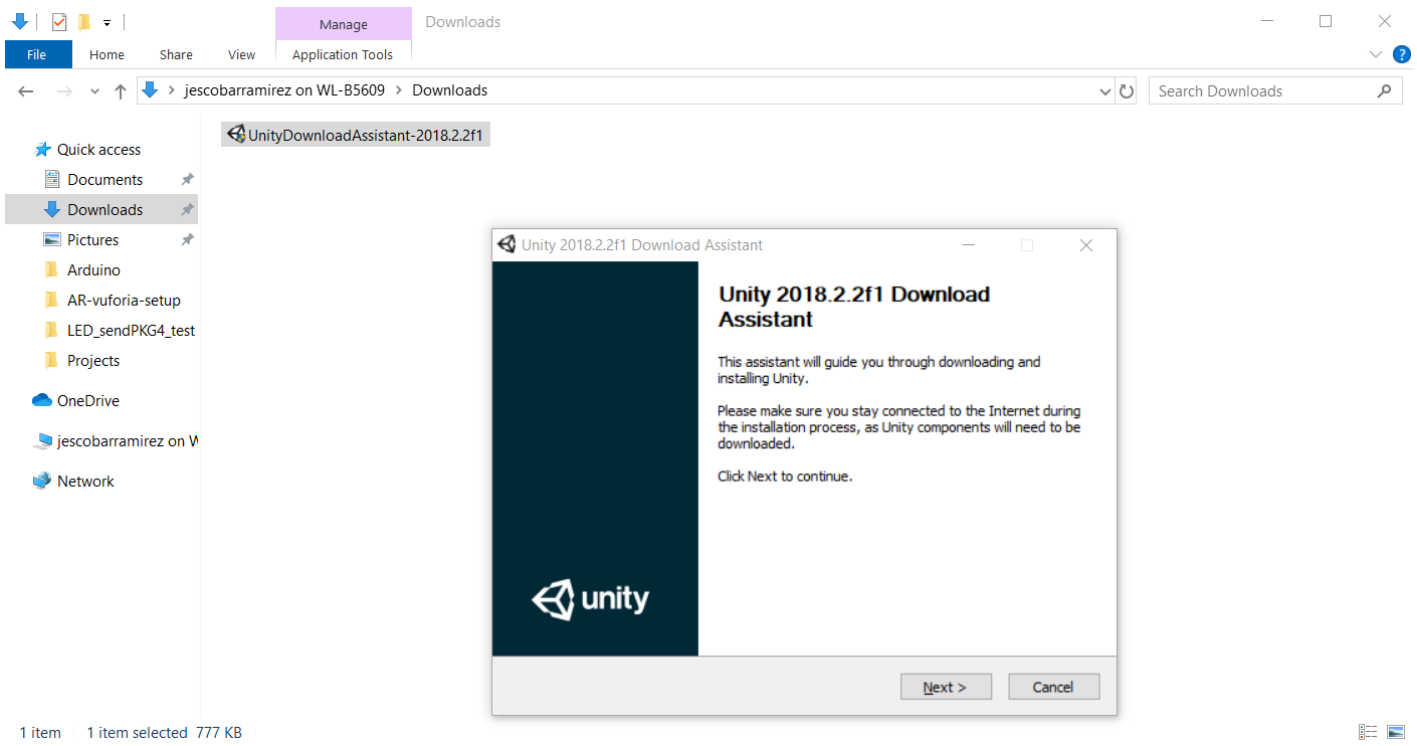 Manage
Downloads
File
Home
Share
View
Application Tools
?
jescobarramirez on WL-B5609 > Downloads
Search Downloads
Quick access
Documents
Downloads
Pictures
Arduino
AR-vuforia-setup
LED_sendPKG4_test
Projects
OneDrive
jescobarramirez on W
Network
UnityDownloadAssistant-2018.2.2f1
Unity 2018.2.2f1 Download Assistant
Unity 2018.2.2f1 Download
Assistant
This assistant will guide you through downloading and
installing Unity.
Please make sure you stay connected to the Internet during
the installation process, as Unity components will need to be
downloaded.
Click Next to continue.
unity
Next >
Cancel
1 item
1 item selected 777 KB